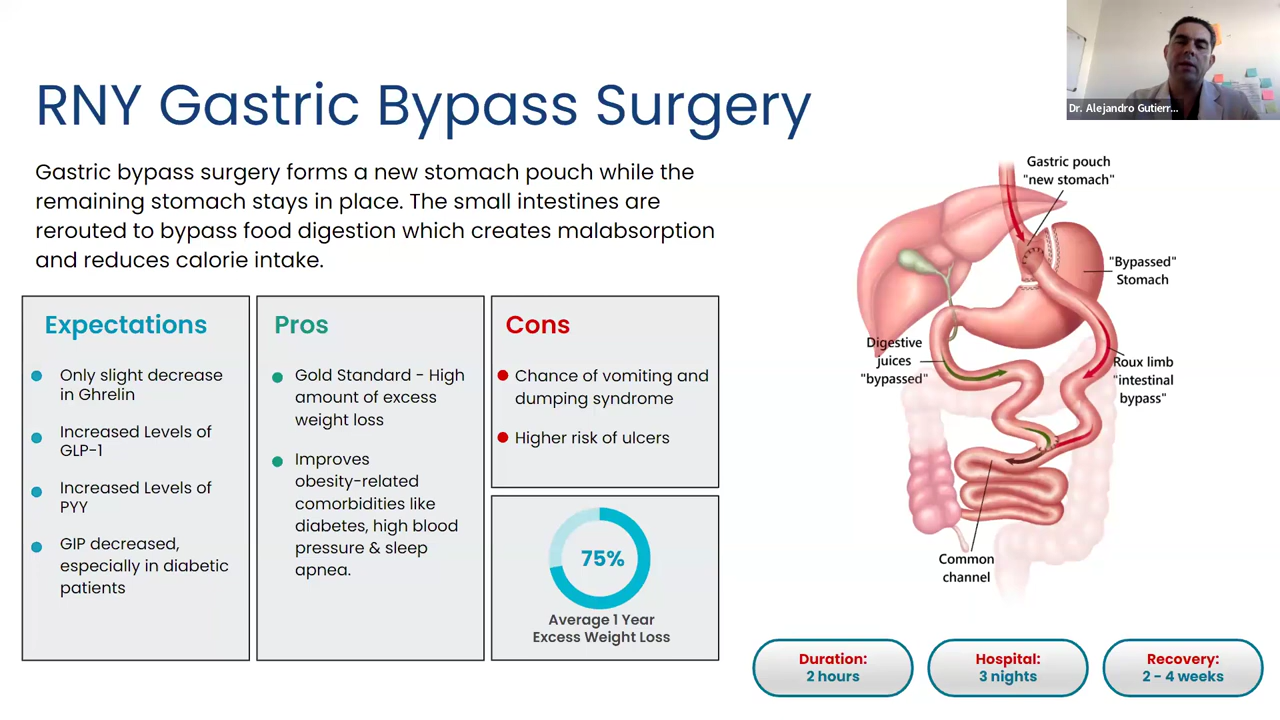 Dr. Alejandro Gutierr...
RNY Gastric Bypass Surgery
Gastric bypass surgery forms a new stomach pouch while the
remaining stomach stays in place. The small intestines are
rerouted to bypass food digestion which creates malabsorption
and reduces calorie intake.
Expectations
Only slight decrease
in Ghrelin
Increased Levels of
GLP-1
Increased Levels of
PYY
GIP decreased,
especially in diabetic
patients
Pros
Gold Standard - High
amount of excess
weight loss
Improves
obesity-related
comorbidities like
diabetes, high blood
pressure & sleep
apnea.
Cons
Chance of vomiting and
dumping syndrome
Higher risk of ulcers
75%
Average 1 Year
Excess Weight Loss
Gastric pouch
"new stomach"
"Bypassed"
Stomach
Digestive
juices
"bypassed"
Roux limb
"intestinal
bypass"
Common
channel
Duration:
2 hours
Hospital:
3 nights
Recovery:
2 - 4 weeks